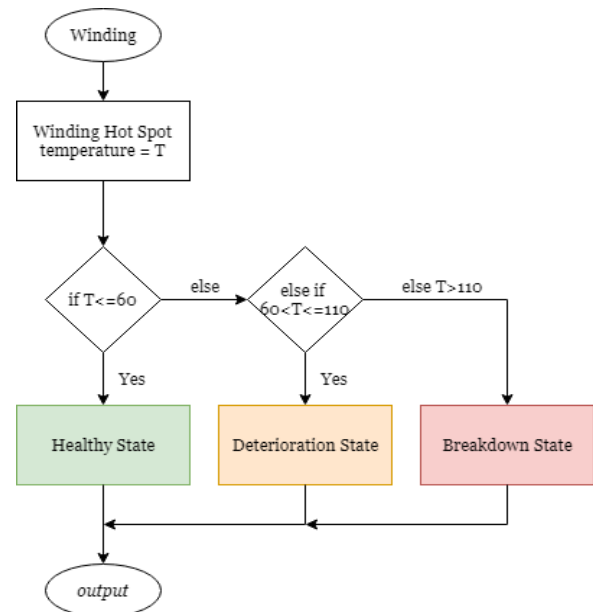 Winding
Winding Hot Spot
temperature = T
if T<=60
else
else if
60<T<=110
else T>110
Yes
Yes
Healthy State
Deterioration State
Breakdown State
output